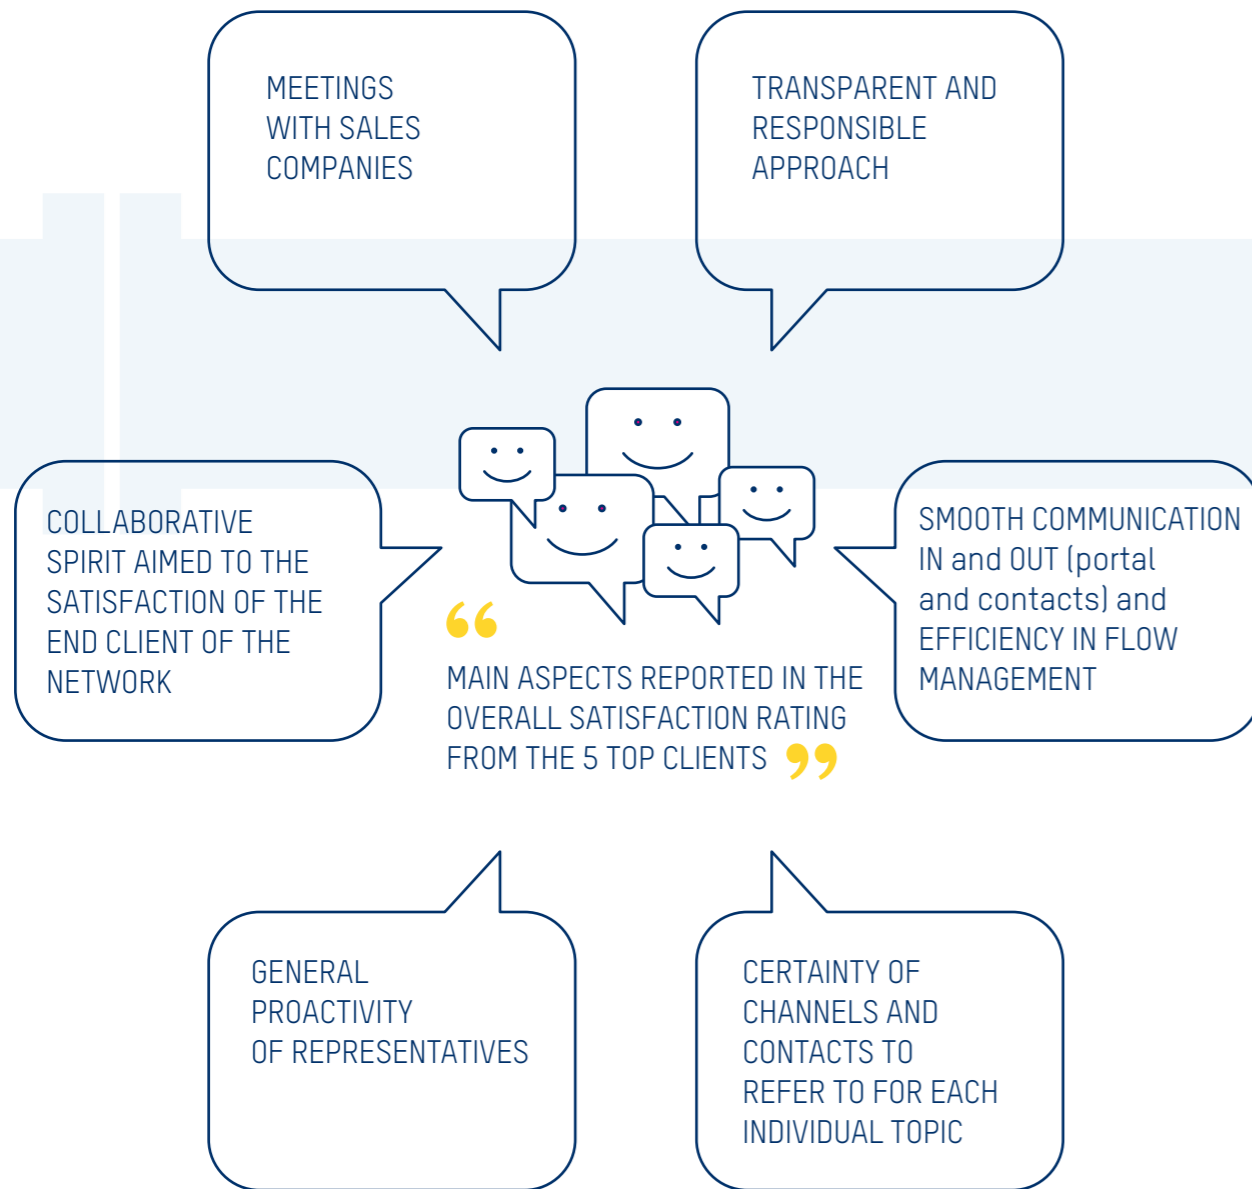 MEETINGS
WITH SALES
COMPANIES
TRANSPARENT AND
RESPONSIBLE
APPROACH
COLLABORATIVE
SPIRIT AIMED TO THE
SATISFACTION OF THE
END CLIENT OF THE
NETWORK
SMOOTH COMMUNICATION
IN and OUT (portal
and contacts) and
EFFICIENCY IN FLOW
MANAGEMENT
“
MAIN ASPECTS REPORTED IN THE
OVERALL SATISFACTION RATING
FROM THE 5 TOP CLIENTS ”
GENERAL
PROACTIVITY
OF REPRESENTATIVES
CERTAINTY OF
CHANNELS AND
CONTACTS TO
REFER TO FOR EACH
INDIVIDUAL TOPIC